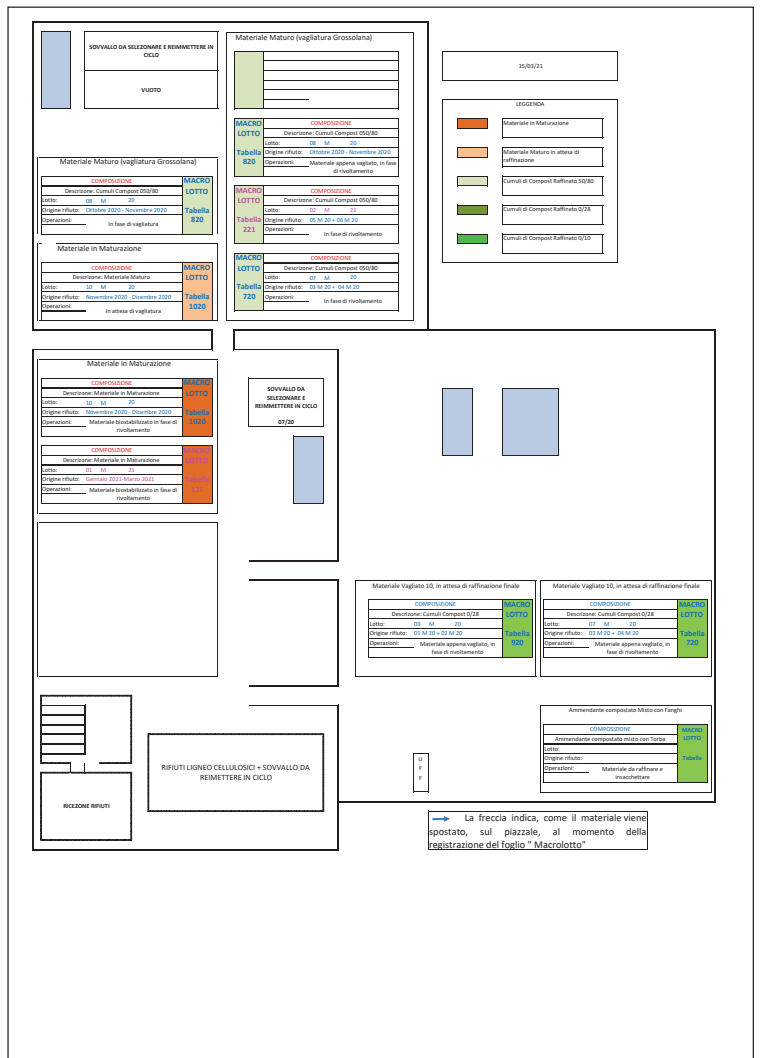 SOVVALLO DA SELEZONARE E REIMMETTERE IN
CICLO
VUOTO
Materiale Maturo (vagliatura Grossolana)
15/03/21
LEGGENDA
Materiale in Maturazione
Materiale Maturo in attesa di
raffinazione
Cumuli di Compost Raffinato 50/80
Cumuli di Compost Raffinato 0/28
Cumuli di Compost Raffinato 0/10
MACRO
LOTTO
Tabella
820
COMPOSIZIONE
Descrizone: Cumuli Compost 050/80
Lotto: 08 M 20
Origine rifiuto: Ottobre 2020 - Novembre 2020
Operazioni: Materiale appena vagliato, in fase
di rivoltamento
MACRO
LOTTO
Tabella
221
COMPOSIZIONE
Descrizone: Cumuli Compost 050/80
Lotto: 02 M 21
Origine rifiuto: 05 M 20 + 06 M 20
Operazioni:
In fase di rivoltamento
MACRO
LOTTO
Tabella
720
COMPOSIZIONE
Descrizone: Cumuli Compost 050/80
Lotto: 07 M 20
Origine rifiuto: 03 M 20 + 04 M 20
Operazioni:
In fase di rivoltamento
Materiale Maturo (vagliatura Grossolana)
COMPOSIZIONE
Descrizone: Cumuli Compost 050/80
Lotto: 08 M 20
Origine rifiuto: Ottobre 2020 - Novembre 2020
Operazioni:
In fase di vagliatura
MACRO
LOTTO
Tabella
820
Materiale in Maturazione
COMPOSIZIONE
Descrizone: Materiale Maturo
Lotto: 10 M 20
Origine rifiuto: Novembre 2020 - Dicembre 2020
Operazioni:
In attesa di vagliatura
MACRO
LOTTO
Tabella
1020
Materiale in Maturazione
COMPOSIZIONE
Descrizone: Materiale in Maturazione
Lotto: 10 M 20
Origine rifiuto: Novembre 2020 - Dicembre 2020
Operazioni: Materiale biostabilizato in fase di
rivoltamento
MACRO
LOTTO
Tabella
1020
COMPOSIZIONE
Descrizone: Materiale in Maturazione
Lotto: 01 M 21
Origine rifiuto: Gennaio 2021-Marzo 2021
Operazioni: Materiale biostabilizato in fase di
rivoltamento
MACRO
LOTTO
Tabella
121
SOVVALLO DA
SELEZONARE E
REIMMETTERE IN CICLO
07/20
Materiale Vagliato 10, in attesa di raffinazione finale
COMPOSIZIONE
Descrizone: Cumuli Compost 0/28
Lotto: 09 M 20
Origine rifiuto: 01 M 20 + 02 M 20
Operazioni: Materiale appena vagliato, in
fase di rivoltamento
MACRO
LOTTO
Tabella
920
Materiale Vagliato 10, in attesa di raffinazione finale
COMPOSIZIONE
Descrizone: Cumuli Compost 0/28
Lotto: 07 M 20
Origine rifiuto: 03 M 20 + 04 M 20
Operazioni: Materiale appena vagliato, in
fase di rivoltamento
MACRO
LOTTO
Tabella
720
Ammendante compostato Misto con Fanghi
COMPOSIZIONE
Ammendante compostato misto con Torba
Lotto:
Origine rifiuto:
Operazioni: Materiale da raffinare e
insacchettare
MACRO
LOTTO
Tabella
RICEZONE RIFIUTI
RIFIUTI LIGNEO CELLULOSICI + SOVVALLO DA
REIMETTERE IN CICLO
U
F
F
La freccia indica, come il materiale viene
spostato, sul piazzale, al momento della
registrazione del foglio " Macrolotto"